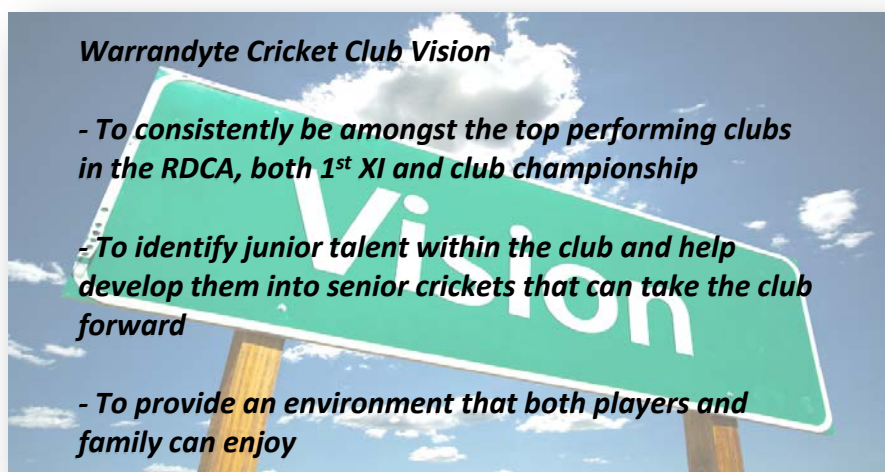 Warrandyte Cricket Club Vision
- To consistently be amongst the top performing clubs
in the RDCA, both 1st XI and club championship
Vision
- To identify junior talent within the club and help
develop them into senior crickets that can take the club
forward
- To provide an environment that both players and
family can enjoy